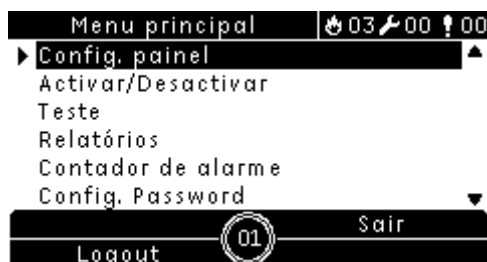 Menu principal 03 00 00
Config. painel
Activar/Desactivar
Teste
Relatórios
Contador de alarme
Config. Password
Sair
01
Logout